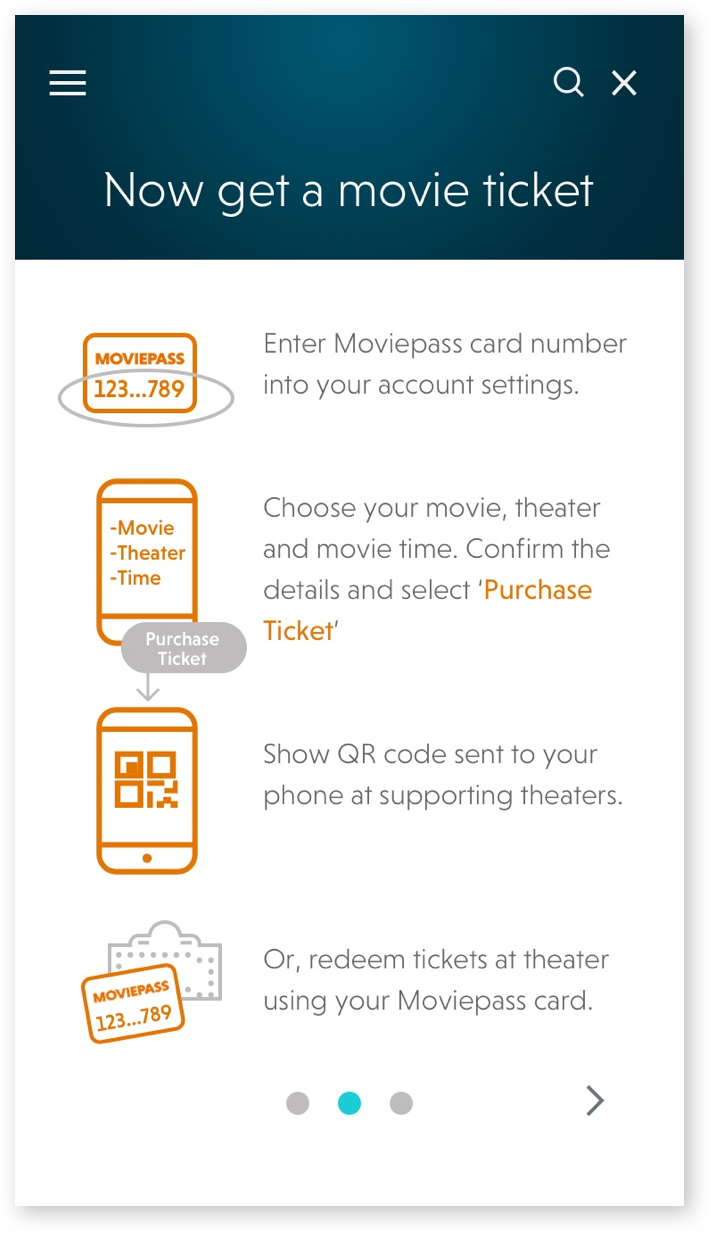 Now get a movie ticket
MOVIEPASS
123...789
Enter Moviepass card number
into your account settings.
-Movie
-Theater
-Time
Purchase
Ticket
Choose your movie, theater
and movie time. Confirm the
details and select ‘Purchase
Ticket’
Show QR code sent to your
phone at supporting theaters.
MOVIEPASS
123...789
Or, redeem tickets at theater
using your Moviepass card.